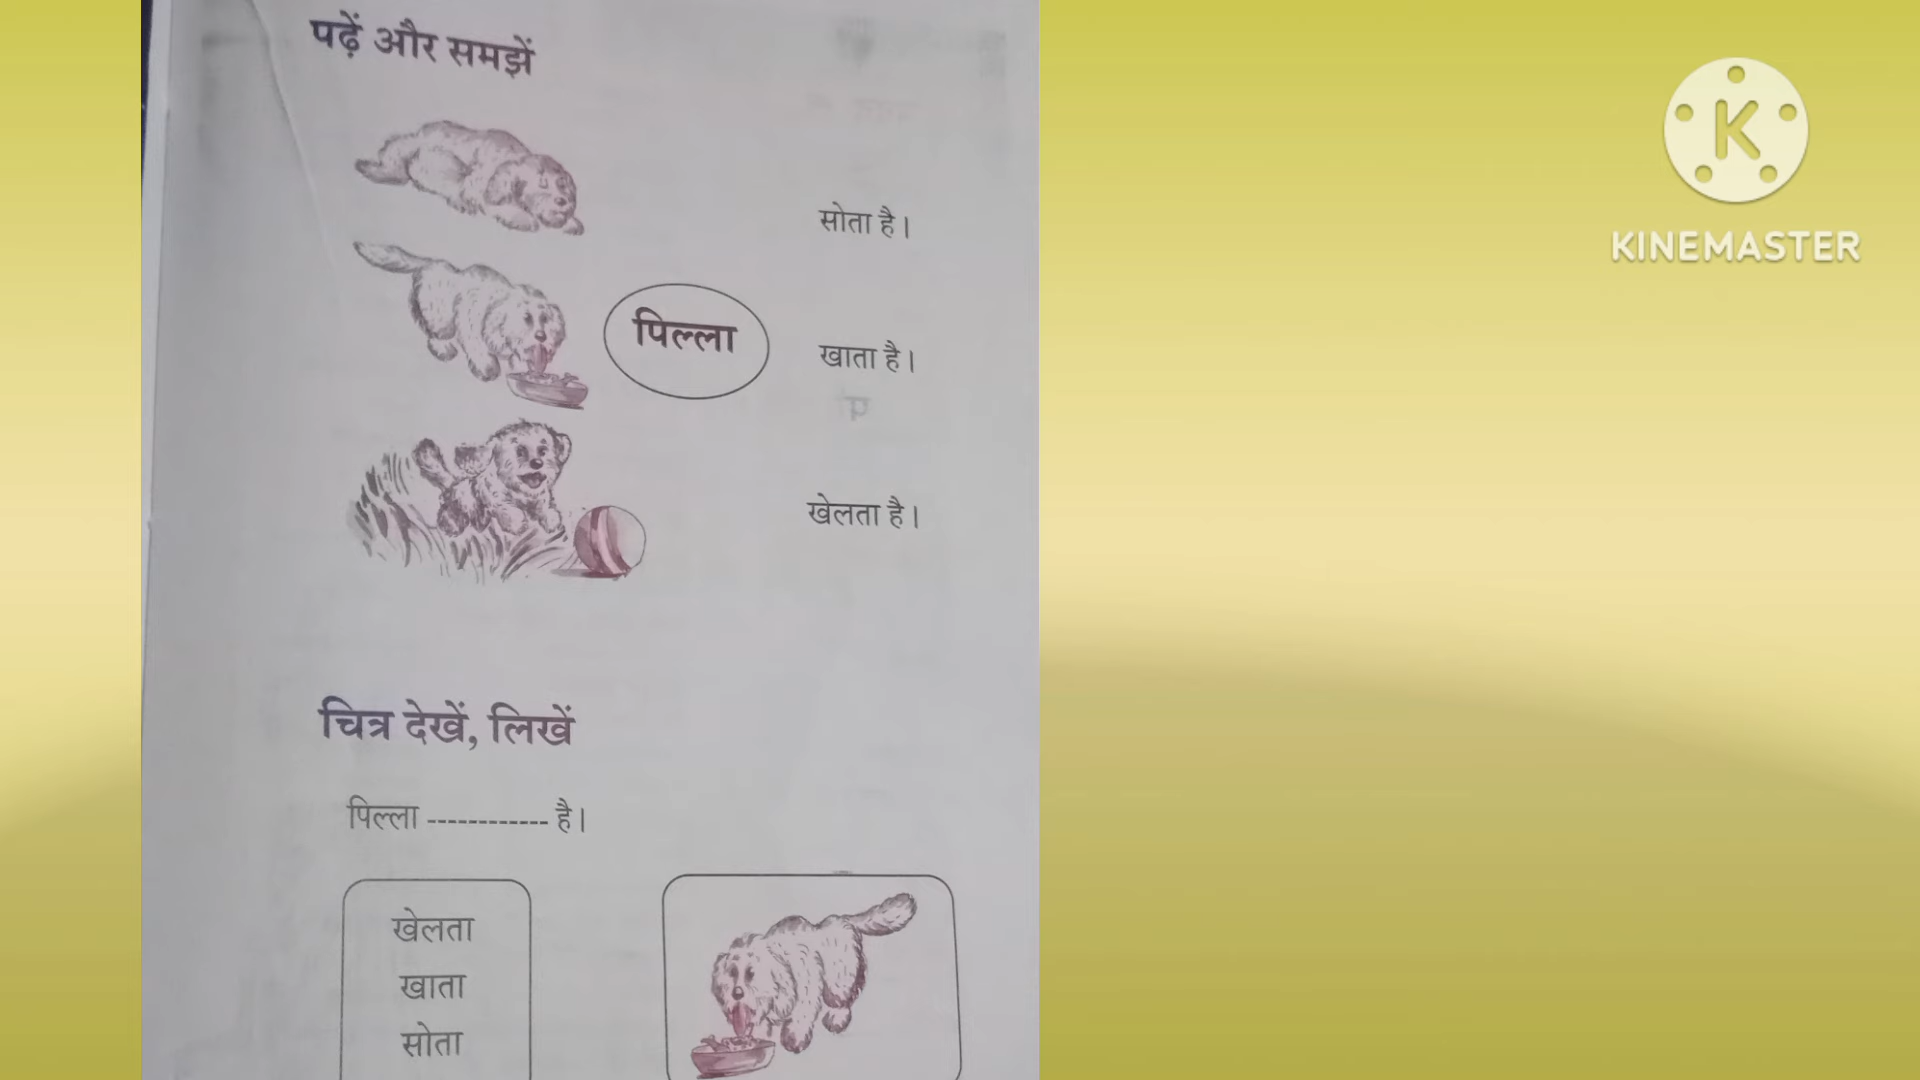 पढ़ें और समझें
सोता है।
पिल्ला
खाता है।
खेलता है।
चित्र देखें, लिखें
पिल्ला ------------ है।
खेलता
खाता
सोता
K
KINEMASTER